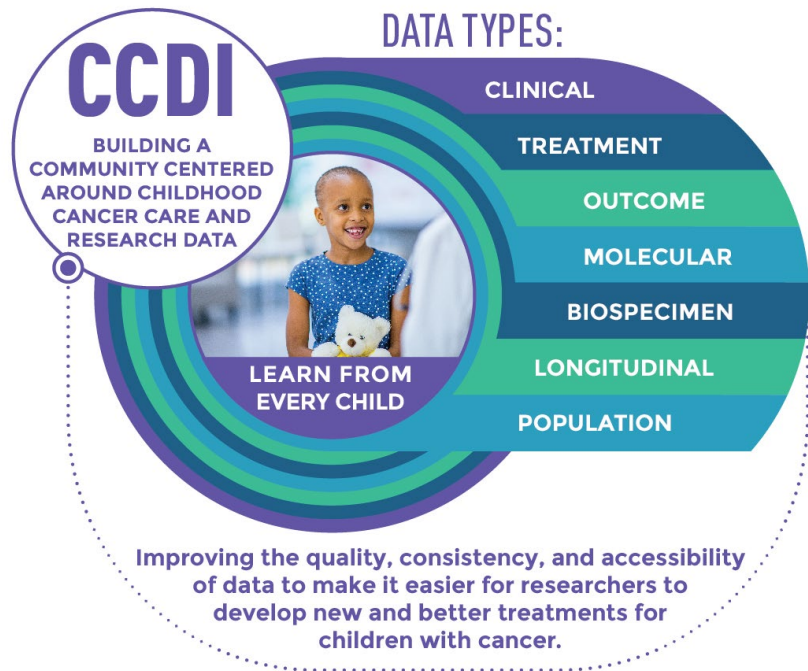 CCDI
BUILDING A
COMMUNITY CENTERED
AROUND CHILDHOOD
CANCER CARE AND
RESEARCH DATA
DATA TYPES:
CLINICAL
TREATMENT
OUTCOME
MOLECULAR
BIOSPECIMEN
LONGITUDINAL
POPULATION
LEARN FROM
EVERY CHILD
Improving the quality, consistency, and accessibility
of data to make it easier for researchers to
develop new and better treatments for
children with cancer.